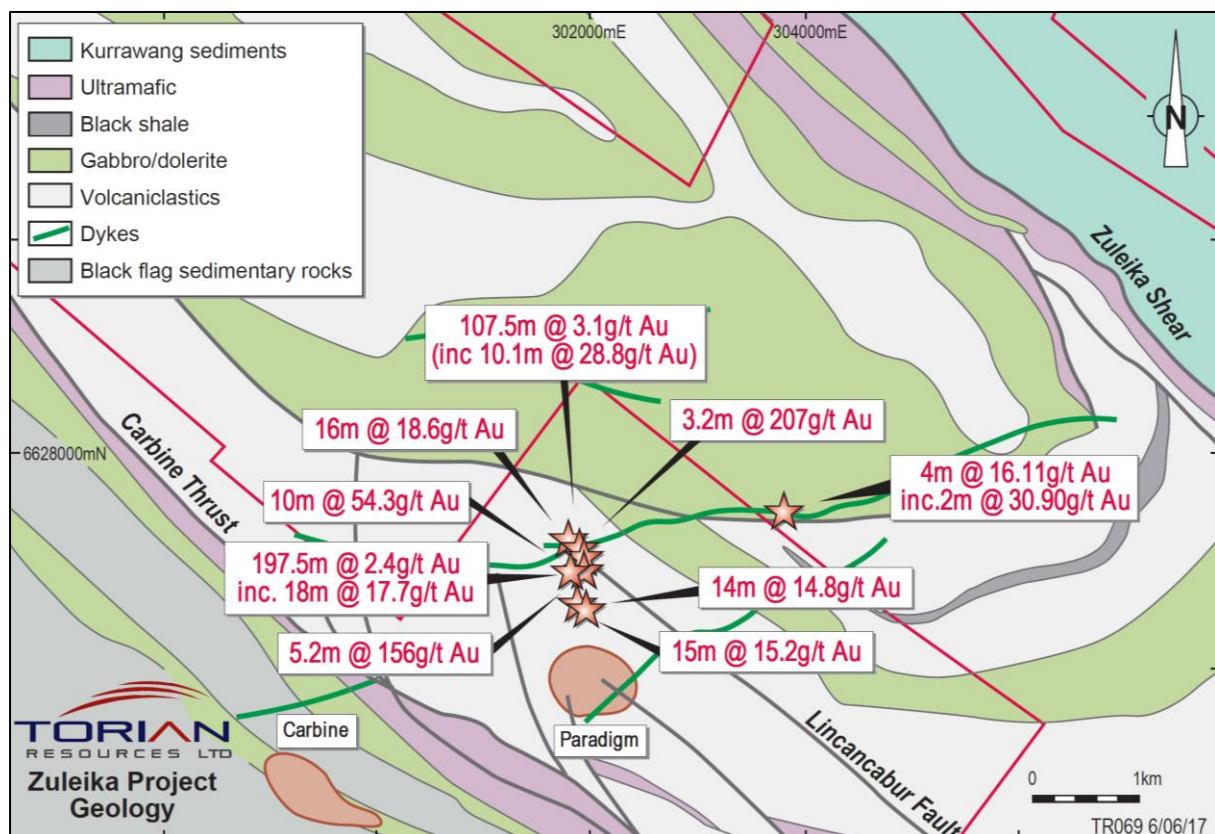 302000mE
304000mE
Kurrawang sediments
Ultramafic
Black shale
Gabbro/dolerite
Volcaniclastics
Dykes
Black flag sedimentary rocks
N
Zuleika Shear
107.5m @ 3.1g/t Au
(inc 10.1m @ 28.8g/t Au)
16m @ 18.6g/t Au
3.2m @ 207g/t Au
6628000mN
Carbine Thrust
4m @ 16.11g/t Au
inc.2m @ 30.90g/t Au
10m @ 54.3g/t Au
197.5m @ 2.4g/t Au
inc. 18m @ 17.7g/t Au
14m @ 14.8g/t Au
5.2m @ 156g/t Au
15m @ 15.2g/t Au
TORIAN
RESOURCES LTD
Zuleika Project
Geology
Carbine
Paradigm
Lincancabur Fault
0 1km
TR069 6/06/17